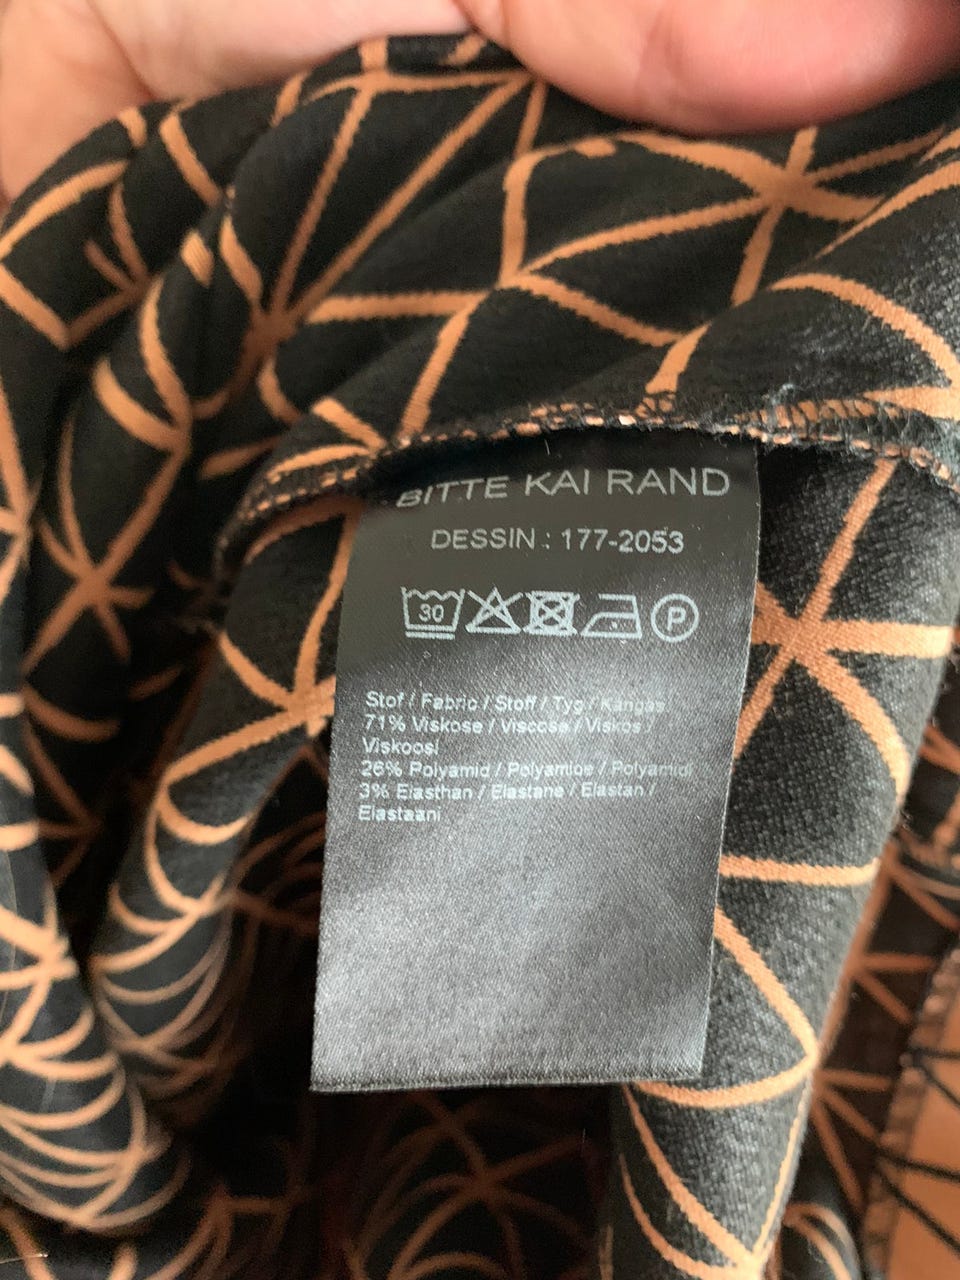 BITTE KAI RAND
DESSIN : 177-2053
30
P
Stof / Fabric / Stoff / Tyg / Kangas
71% Viskose / Viscose / Viskos
Viskoosi
26% Polyamid / Polyamide / Polyamidi
3% Elasthan / Elastane / Elastan /
Elastaani